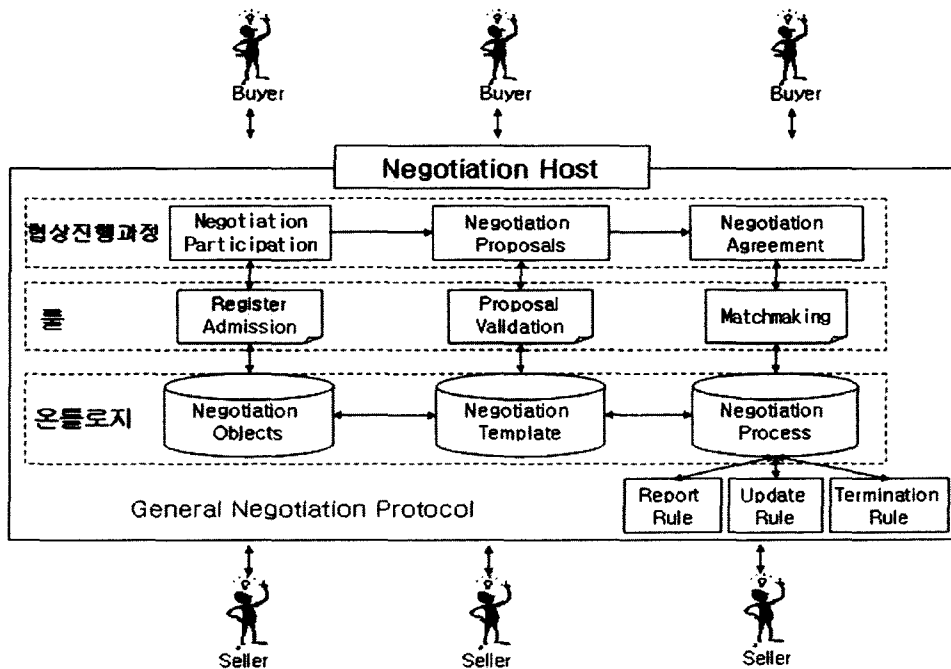 Buyer
Buyer
Buyer
Negotiation Host
협상진행과정
Negotiation
Participation
Negotiation
Proposals
Negotiation
Agreement
룰
Register
Admission
Proposal
Validation
Matchmaking
온톨로지
Negotiation
Objects
Negotiation
Template
Negotiation
Process
General Negotiation Protocol
Report
Rule
Update
Rule
Termination
Rule
Seller
Seller
Seller